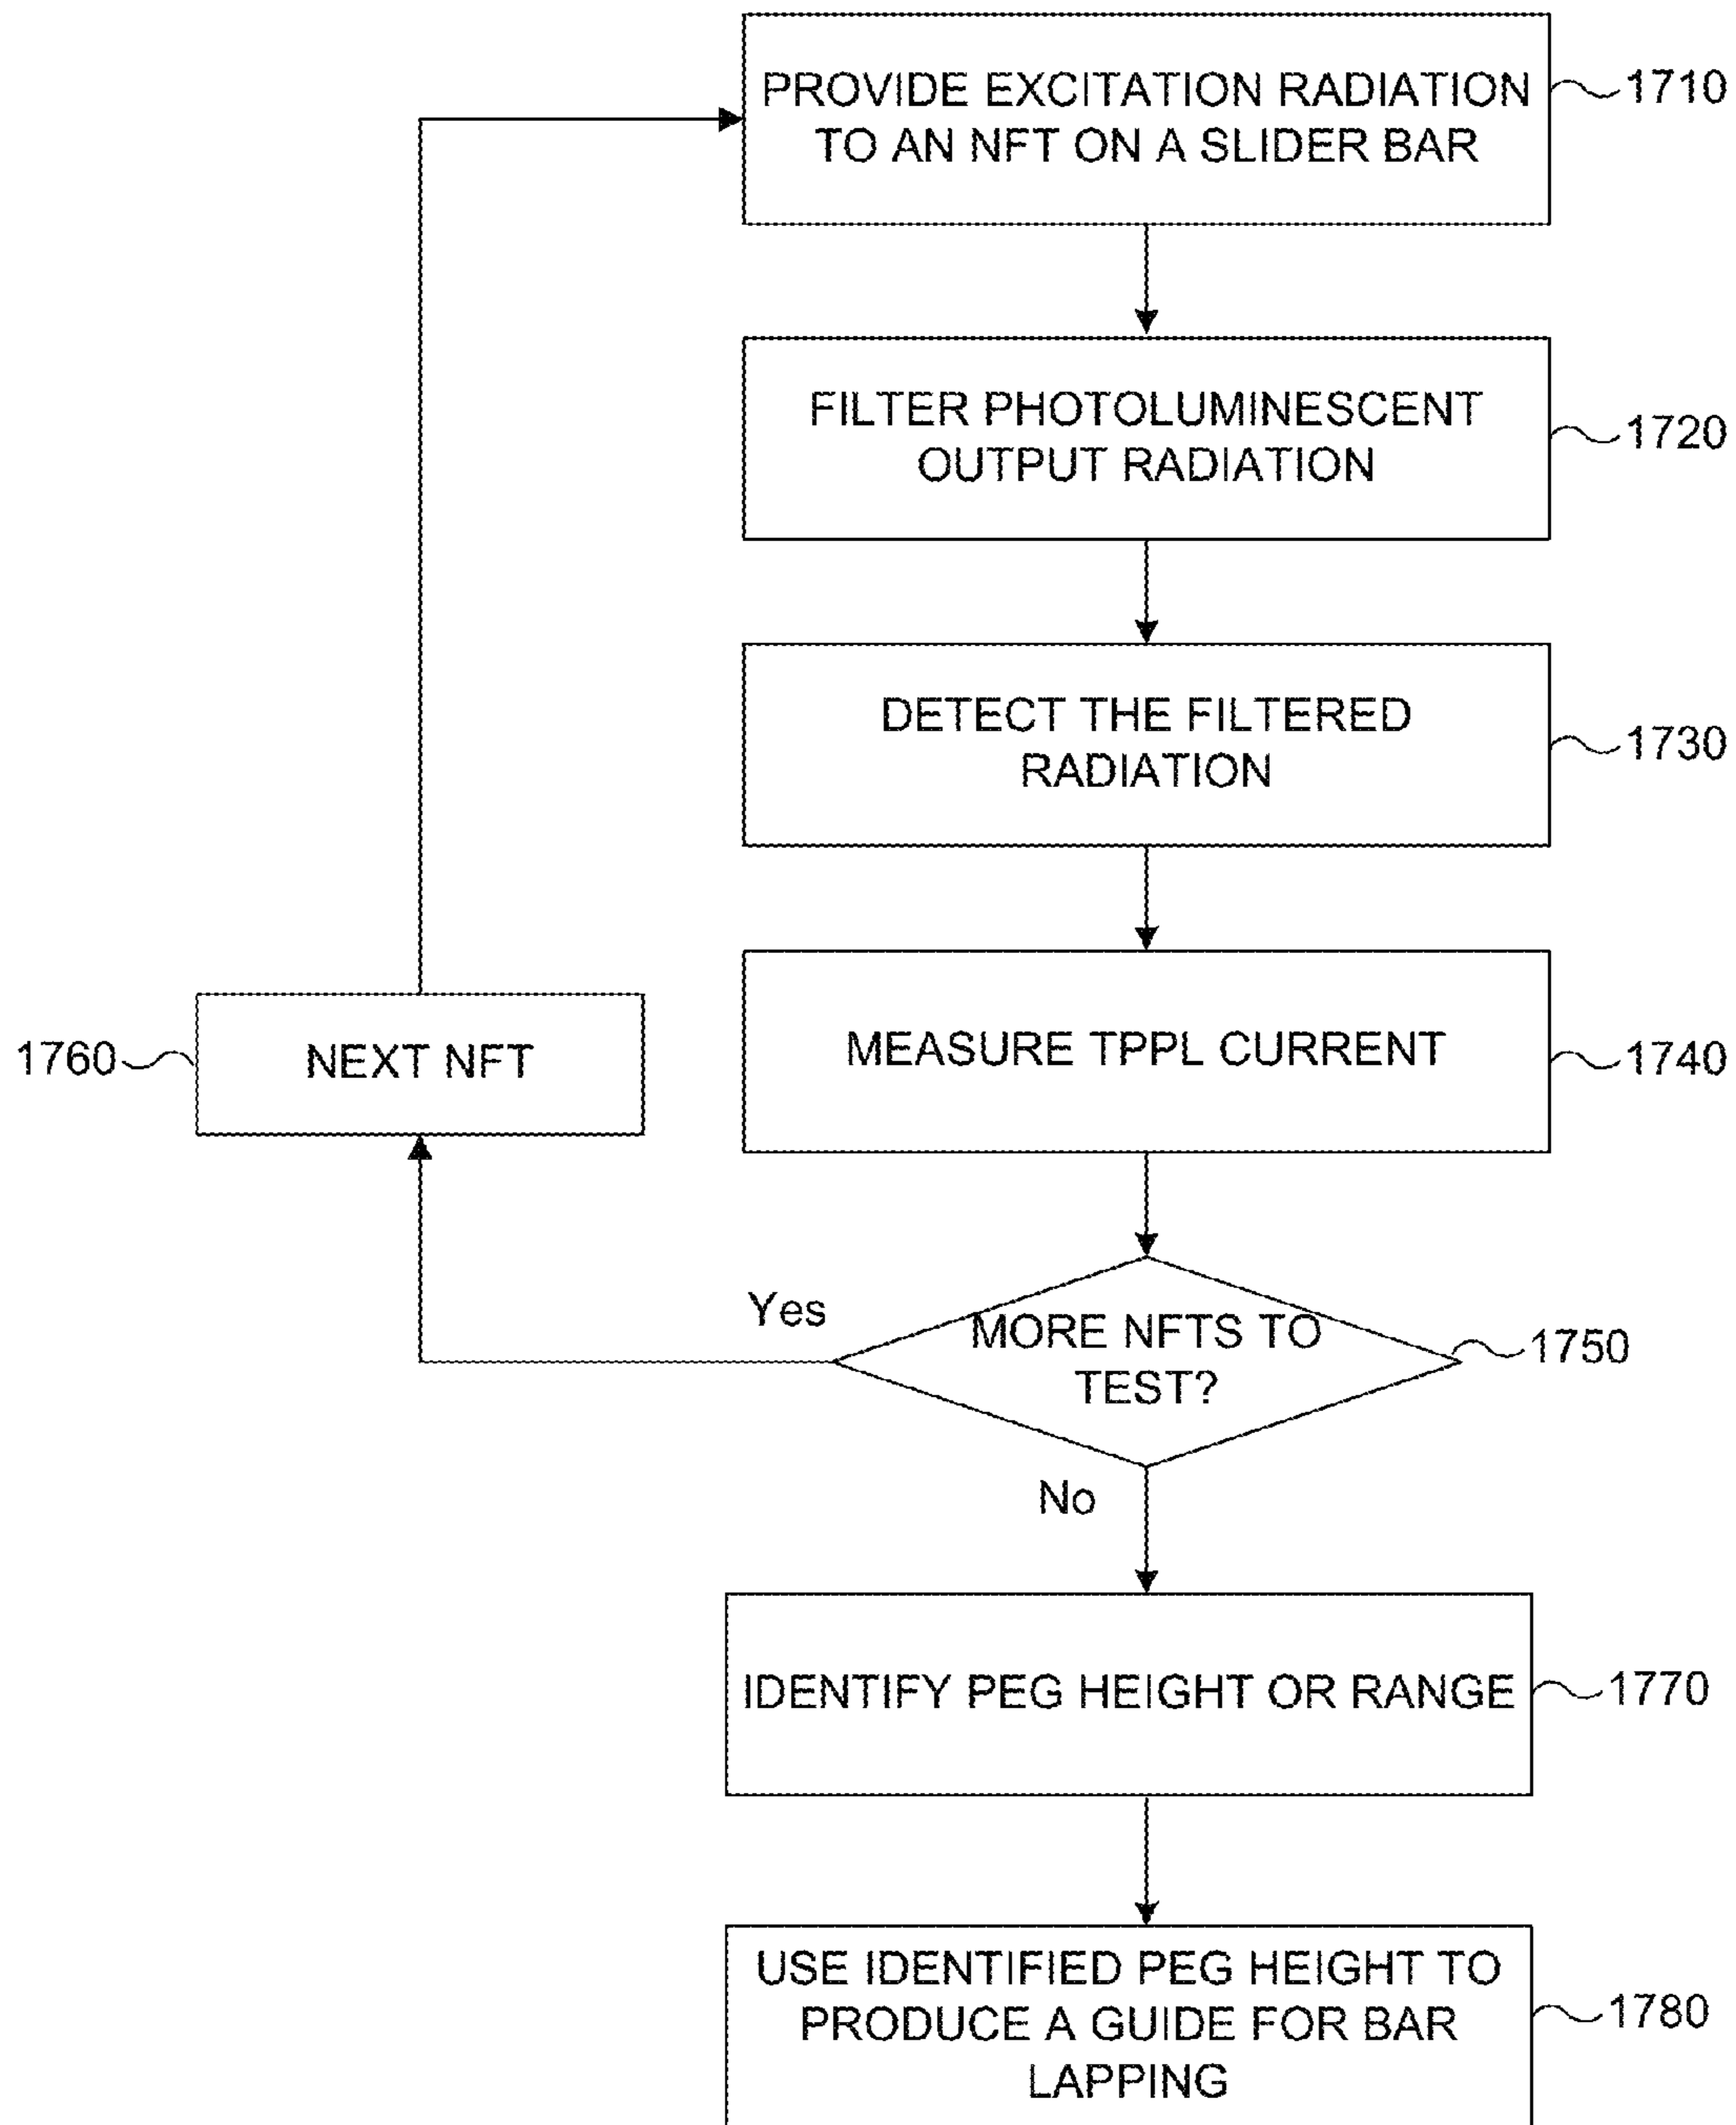 PROVIDE EXCITATION RADIATION
TO AN NFT ON A SLIDER BAR
1710
FILTER PHOTOLUMINESCENT
OUTPUT RADIATION
1720
DETECT THE FILTERED
RADIATION
1730
MEASURE TPPL CURRENT
1740
1760
NEXT NFT
Yes
MORE NFTS TO
TEST?
1750
No
IDENTIFY PEG HEIGHT OR RANGE
1770
USE IDENTIFIED PEG HEIGHT TO
PRODUCE A GUIDE FOR BAR
LAPPING
1780